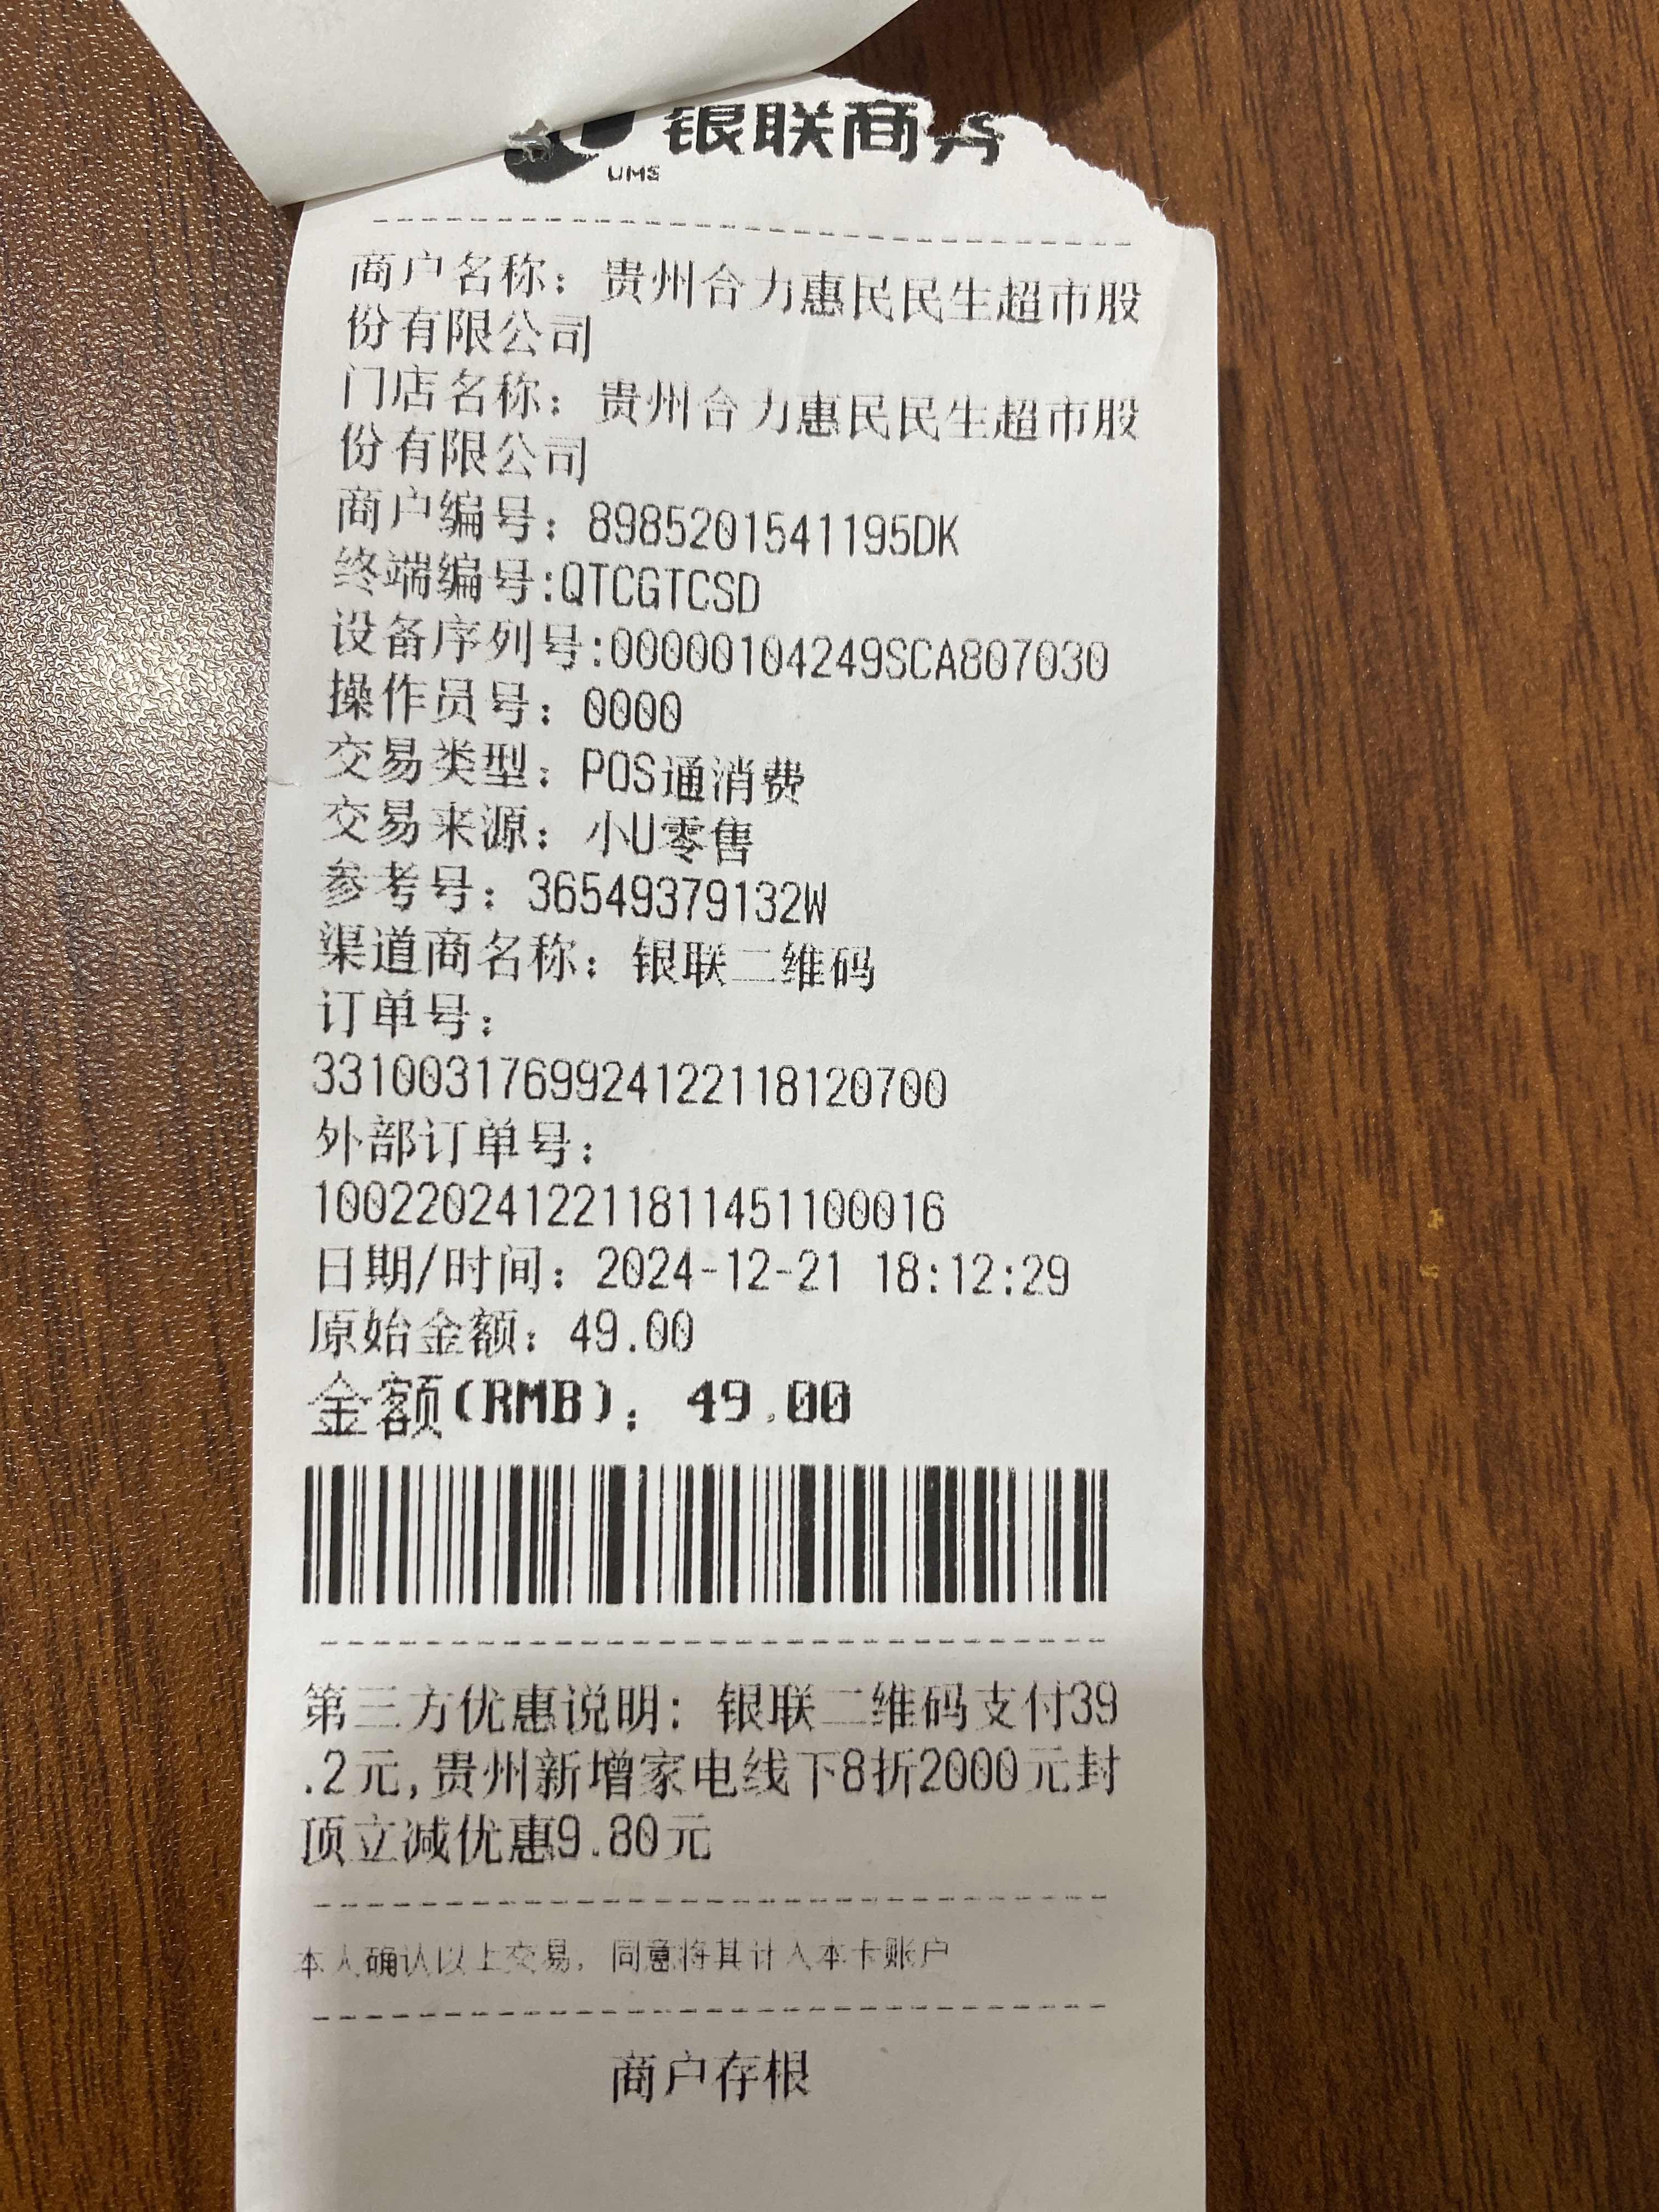 银联商务
UMS
商户名称：贵州合力惠民民生超市股
份有限公司
门店名称：贵州合力惠民民生超市股
份有限公司
商户编号：8985201541195DK
终端编号:QTCGTCSD
设备序列号:00000104249SCA807030
操作员号：0000
交易类型：POS通消费
交易来源：小U零售
参考号：36549379132W
渠道商名称：银联二维码
订单号：
3310031769924122118120700
外部订单号：
1002202412211811451100016
日期/时间：2024-12-21 18:12:29
原始金额：49.00
金额(RMB)：49.00
第三方优惠说明：银联二维码支付39
.2元,贵州新增家电线下8折2000元封
顶立减优惠9.80元
本人确认以上交易，同意将其计入本卡账户
商户存根